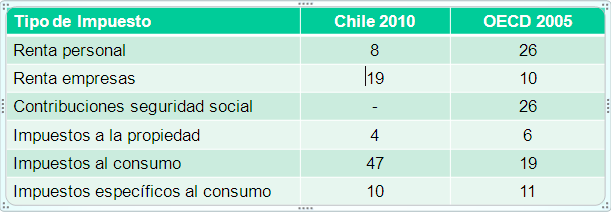 Tipo de Impuesto Chile 2010 OECD 2005
Renta personal 8 26
Renta empresas 19 10
Contribuciones seguridad social - 26
Impuestos a la propiedad 4 6
Impuestos al consumo 47 19
Impuestos específicos al consumo 10 11